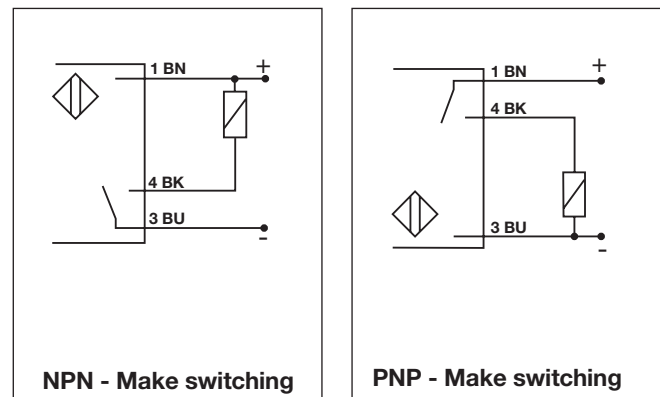 1 BN
+
4 BK
3 BU
-
NPN - Make switching
1 BN
+
4 BK
3 BU
-
PNP - Make switching